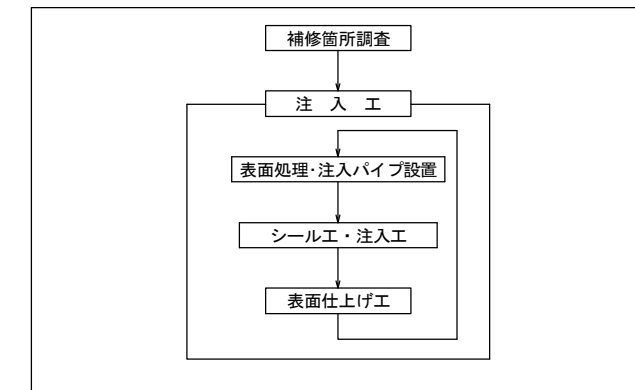 補修箇所調査
注　入　工
表面処理・注入パイプ設置
シール工・注入工
表面仕上げ工